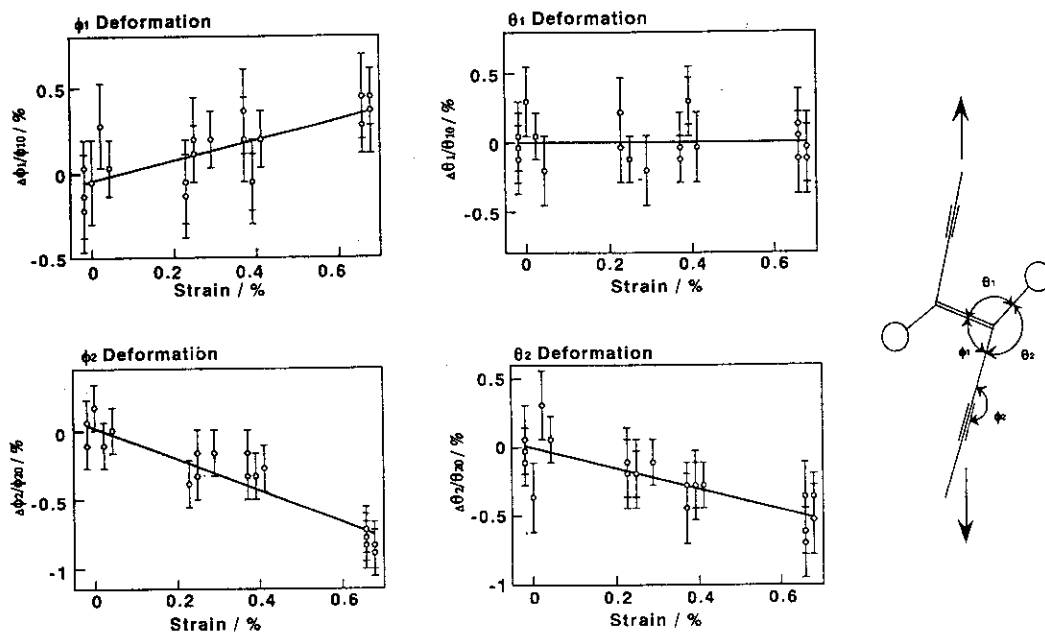 ϕ1 Deformation
Δϕ1/ϕ10 / %
0.5
0
-0.5
0 0.2 0.4 0.6
Strain / %
θ1 Deformation
Δθ1/θ10 / %
0.5
0
-0.5
0 0.2 0.4 0.6
Strain / %
ϕ2 Deformation
Δϕ2/ϕ20 / %
0
-0.5
-1
0 0.2 0.4 0.6
Strain / %
θ2 Deformation
Δθ2/θ20 / %
0.5
0
-0.5
-1
0 0.2 0.4 0.6
Strain / %
θ1
ϕ1
θ2
ϕ2